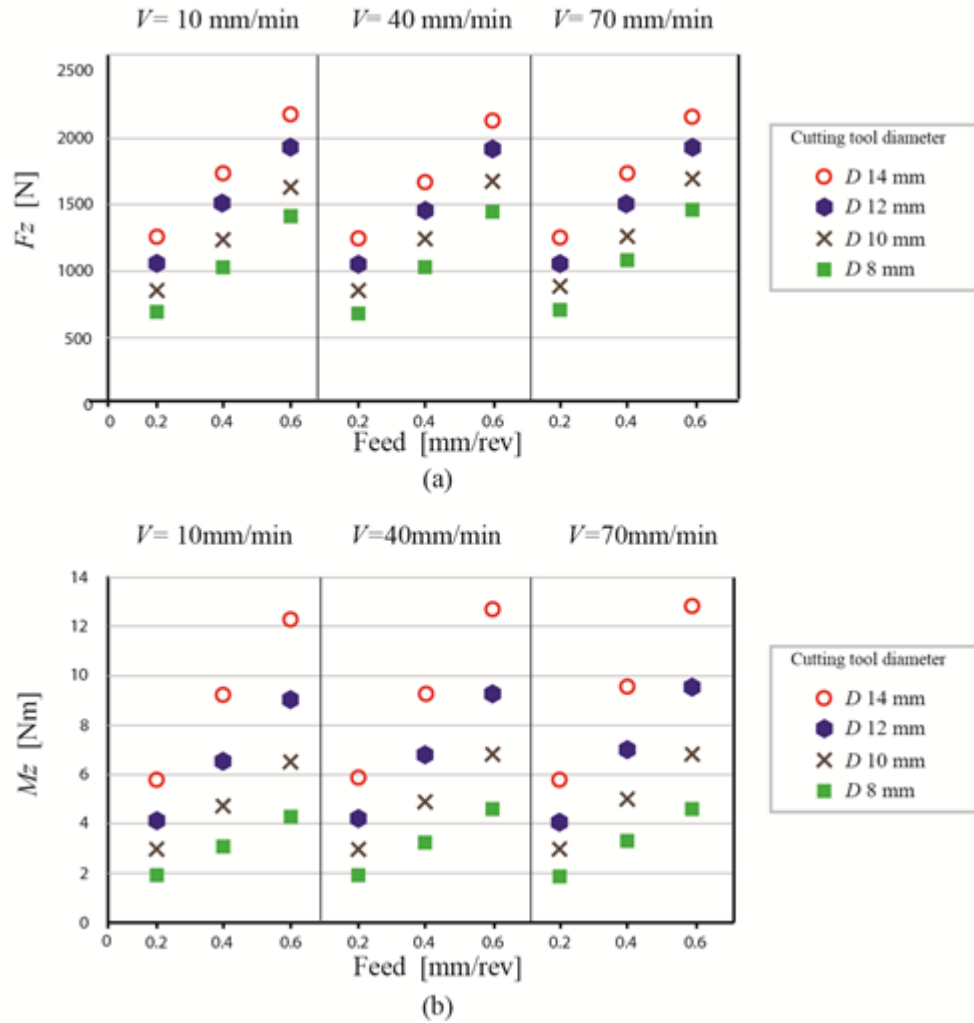 V= 10 mm/min V= 40 mm/min V= 70 mm/min
2500
2000
1500
1000
500
0
Fz [N]
0 0.2 0.4 0.6 0.2 0.4 0.6 0.2 0.4 0.6
Feed [mm/rev]
(a)
Cutting tool diameter
D 14 mm
D 12 mm
D 10 mm
D 8 mm
V= 10mm/min V=40mm/min V=70mm/min
14
12
10
8
6
4
2
0
Mz [Nm]
0 0.2 0.4 0.6 0.2 0.4 0.6 0.2 0.4 0.6
Feed [mm/rev]
(b)
Cutting tool diameter
D 14 mm
D 12 mm
D 10 mm
D 8 mm